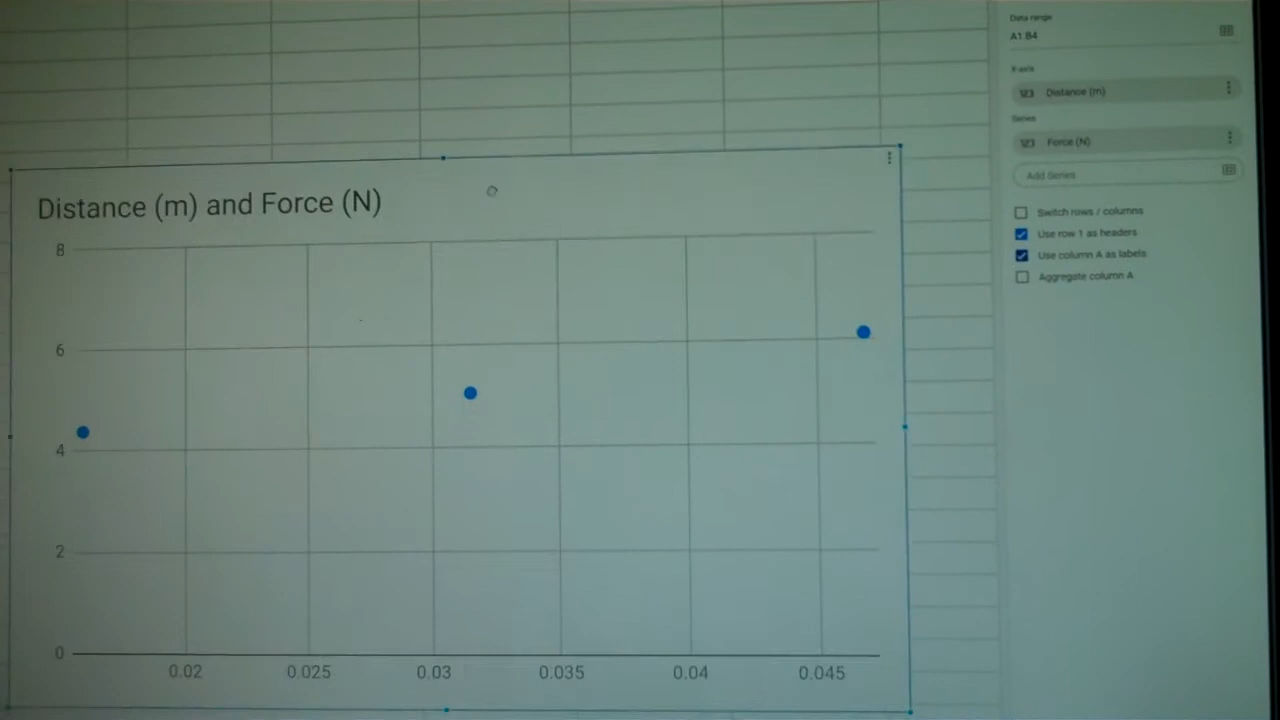 Data range
A1:B4
X-axis
123 Distance (m)
Series
123 Force (N)
Add Series
Switch rows / columns
Use row 1 as headers
Use column A as labels
Aggregate column A
Distance (m) and Force (N)
8
6
4
2
0
0.02 0.025 0.03 0.035 0.04 0.045